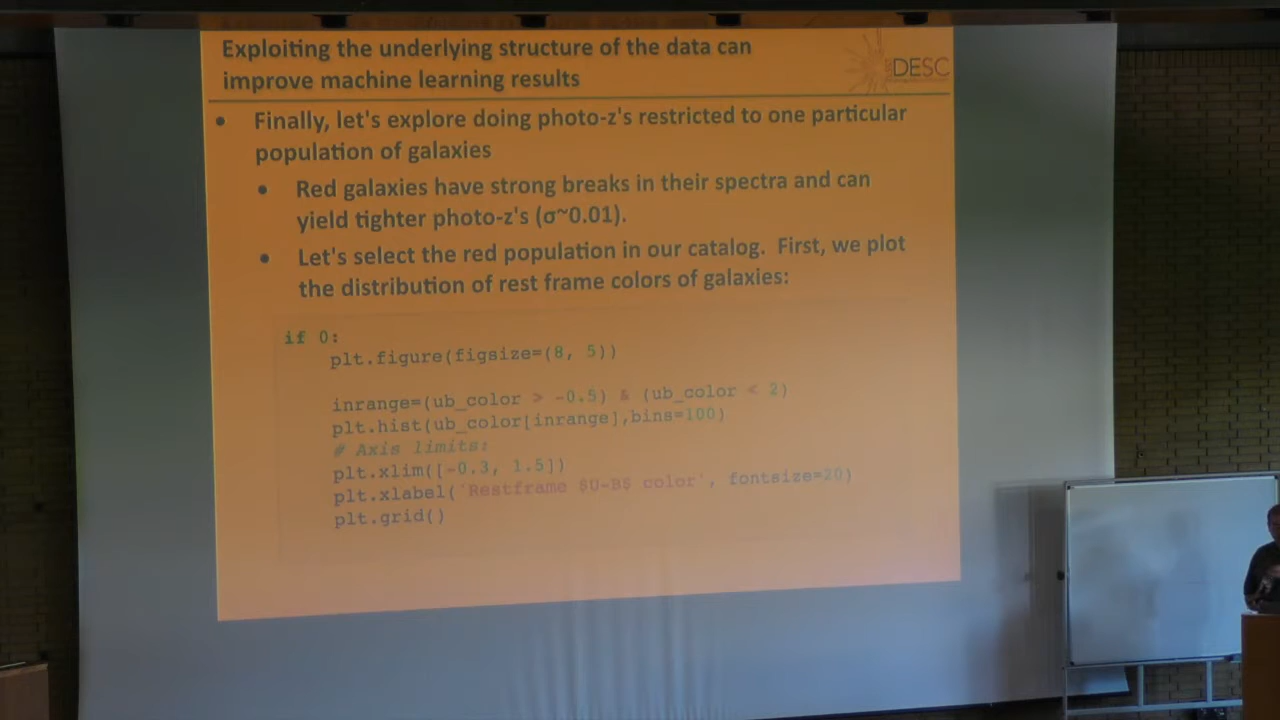 Exploiting the underlying structure of the data can
improve machine learning results
DESC
• Finally, let's explore doing photo-z's restricted to one particular
population of galaxies
• Red galaxies have strong breaks in their spectra and can
yield tighter photo-z's (σ~0.01).
• Let's select the red population in our catalog. First, we plot
the distribution of rest frame colors of galaxies:
if 0:
plt.figure(figsize=(8, 5))
inrange=(ub_color > -0.5) & (ub_color < 2)
plt.hist(ub_color[inrange],bins=100)
# Axis limits:
plt.xlim([-0.3, 1.5])
plt.xlabel('Restframe $U-B$ color', fontsize=20)
plt.grid()